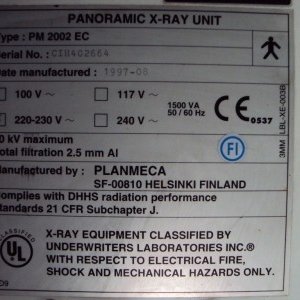 PANORAMIC X-RAY UNIT
Type: PM 2002 EC
Serial No.: CIH402664
Date manufactured: 1997-08
100 V ~
117 V ~
220-230 V ~
240 V ~
1500 VA
50 / 60 Hz
CE
0537
3MM LBL-XE-003B
0 kV maximum
Total filtration 2.5 mm Al
FI
Manufactured by: PLANMECA
SF-00810 HELSINKI FINLAND
Complies with DHHS radiation performance
standards 21 CFR Subchapter J.
UL
X-RAY EQUIPMENT CLASSIFIED BY
UNDERWRITERS LABORATORIES INC.®
WITH RESPECT TO ELECTRICAL FIRE,
SHOCK AND MECHANICAL HAZARDS ONLY.